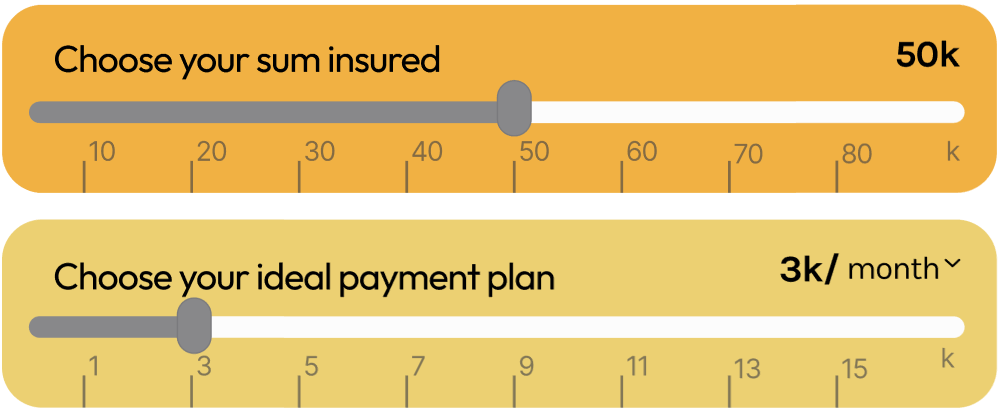 Choose your sum insured 50k
10 20 30 40 50 60 70 80 k
Choose your ideal payment plan 3k/ month
1 3 5 7 9 11 13 15 k